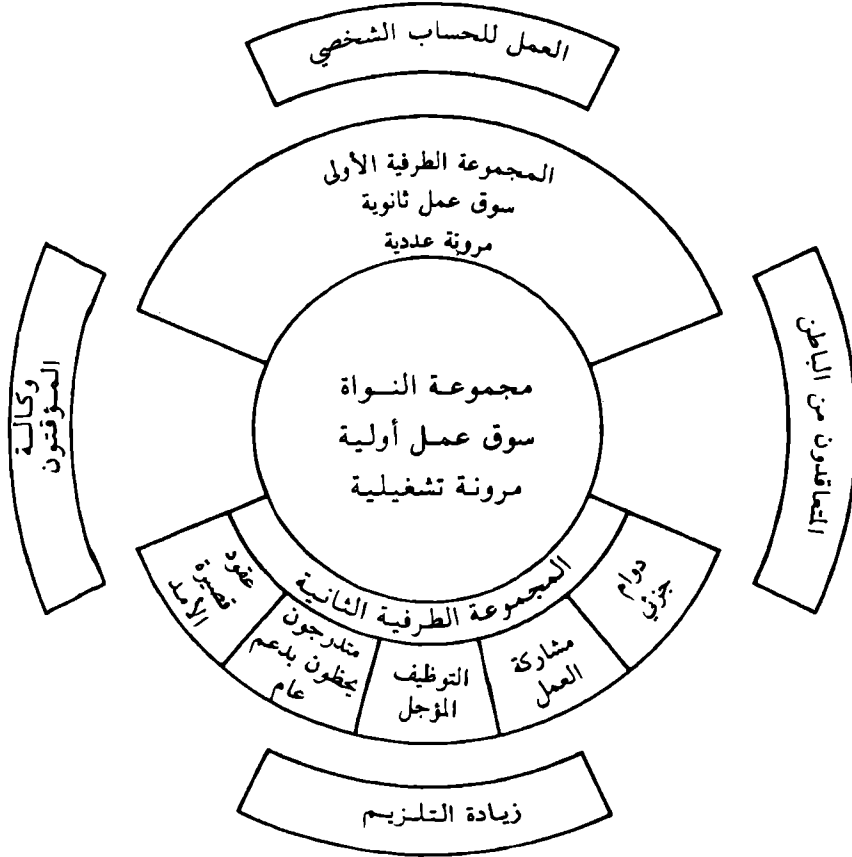 العمل للحساب الشخصي
المجموعة الطرفية الأولى
سوق عمل ثانوية
مرونة عددية
المتعاقدون من الباطن
مجموعة النواة
سوق عمل أولية
مرونة تشغيلية
وكالة
المؤقتون
المجموعة الطرفية الثانية
دوام
جزئي
مشاركة
العمل
التوظيف
المؤجل
متدرجون
يحظون بدعم
عام
عقود
قصيرة
الأمد
زيادة التلزيم